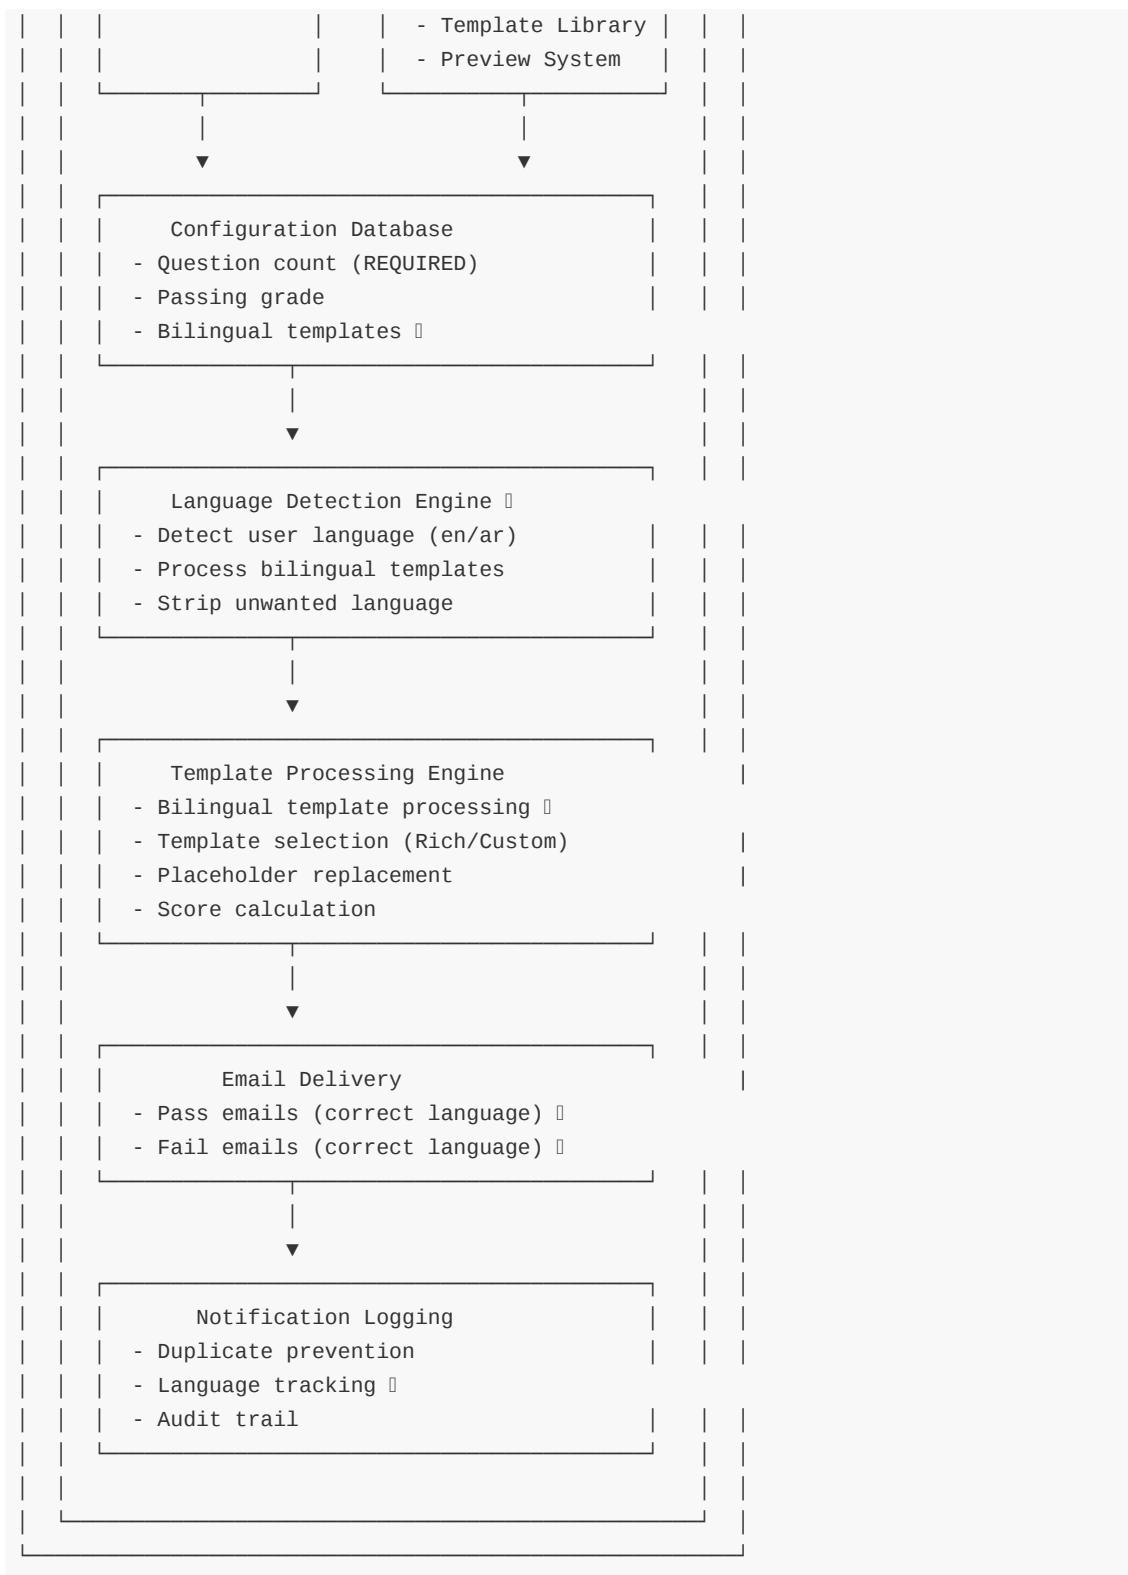 - Template Library
- Preview System
Configuration Database
- Question count (REQUIRED)
- Passing grade
- Bilingual templates
Language Detection Engine
- Detect user language (en/ar)
- Process bilingual templates
- Strip unwanted language
Template Processing Engine
- Bilingual template processing
- Template selection (Rich/Custom)
- Placeholder replacement
- Score calculation
Email Delivery
- Pass emails (correct language)
- Fail emails (correct language)
Notification Logging
- Duplicate prevention
- Language tracking
- Audit trail